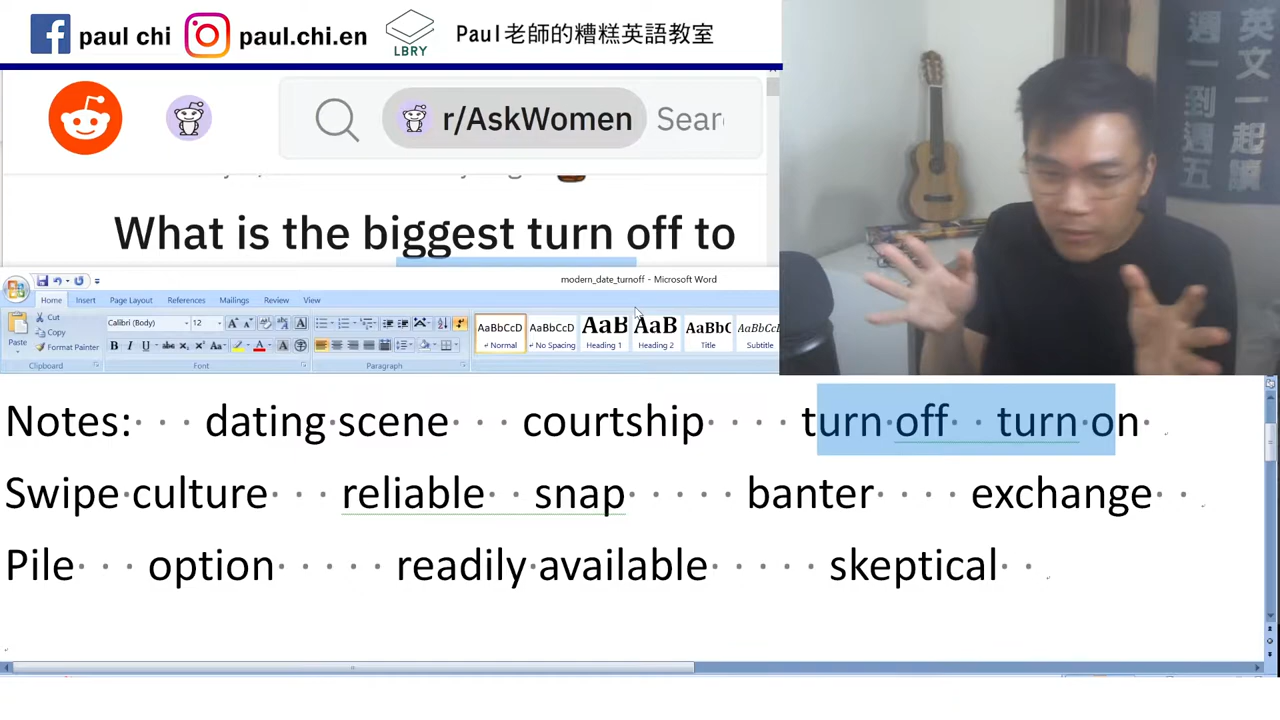 paul chi
paul.chi.en
LBRY
Paul老師的糟糕英語教室
r/AskWomen
Sear
What is the biggest turn off to
modern_date_turnoff - Microsoft Word
Home Insert Page Layout References Mailings Review View
Cut
Copy
Format Painter
Paste
Clipboard
Calibri (Body) 12
Font
Paragraph
AaBbCcD AaBbCcD AaB AaB AaBbC AaBbCcD
Normal No Spacing Heading 1 Heading 2 Title Subtitle
英文一起讀
週一到週五
Notes: dating scene courtship turn off turn on
Swipe culture reliable snap banter exchange
Pile option readily available skeptical